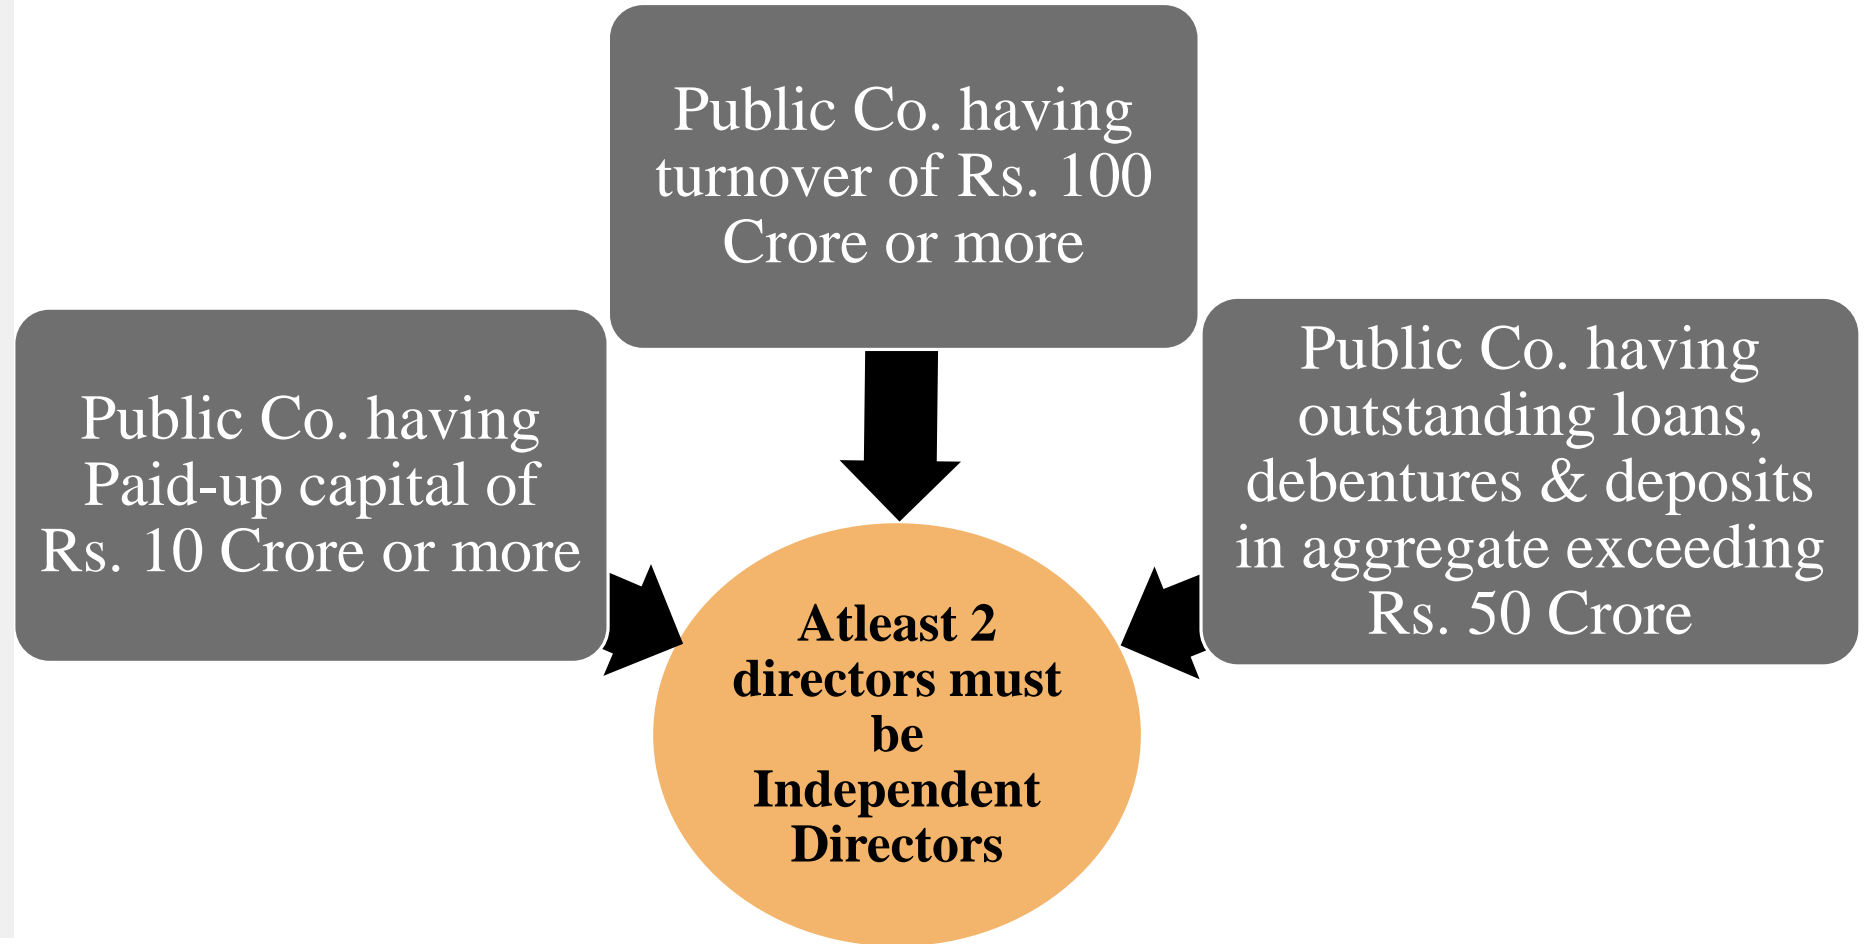 Public Co. having
turnover of Rs. 100
Crore or more
Public Co. having
Paid-up capital of
Rs. 10 Crore or more
Public Co. having
outstanding loans,
debentures & deposits
in aggregate exceeding
Rs. 50 Crore
Atleast 2
directors must
be
Independent
Directors